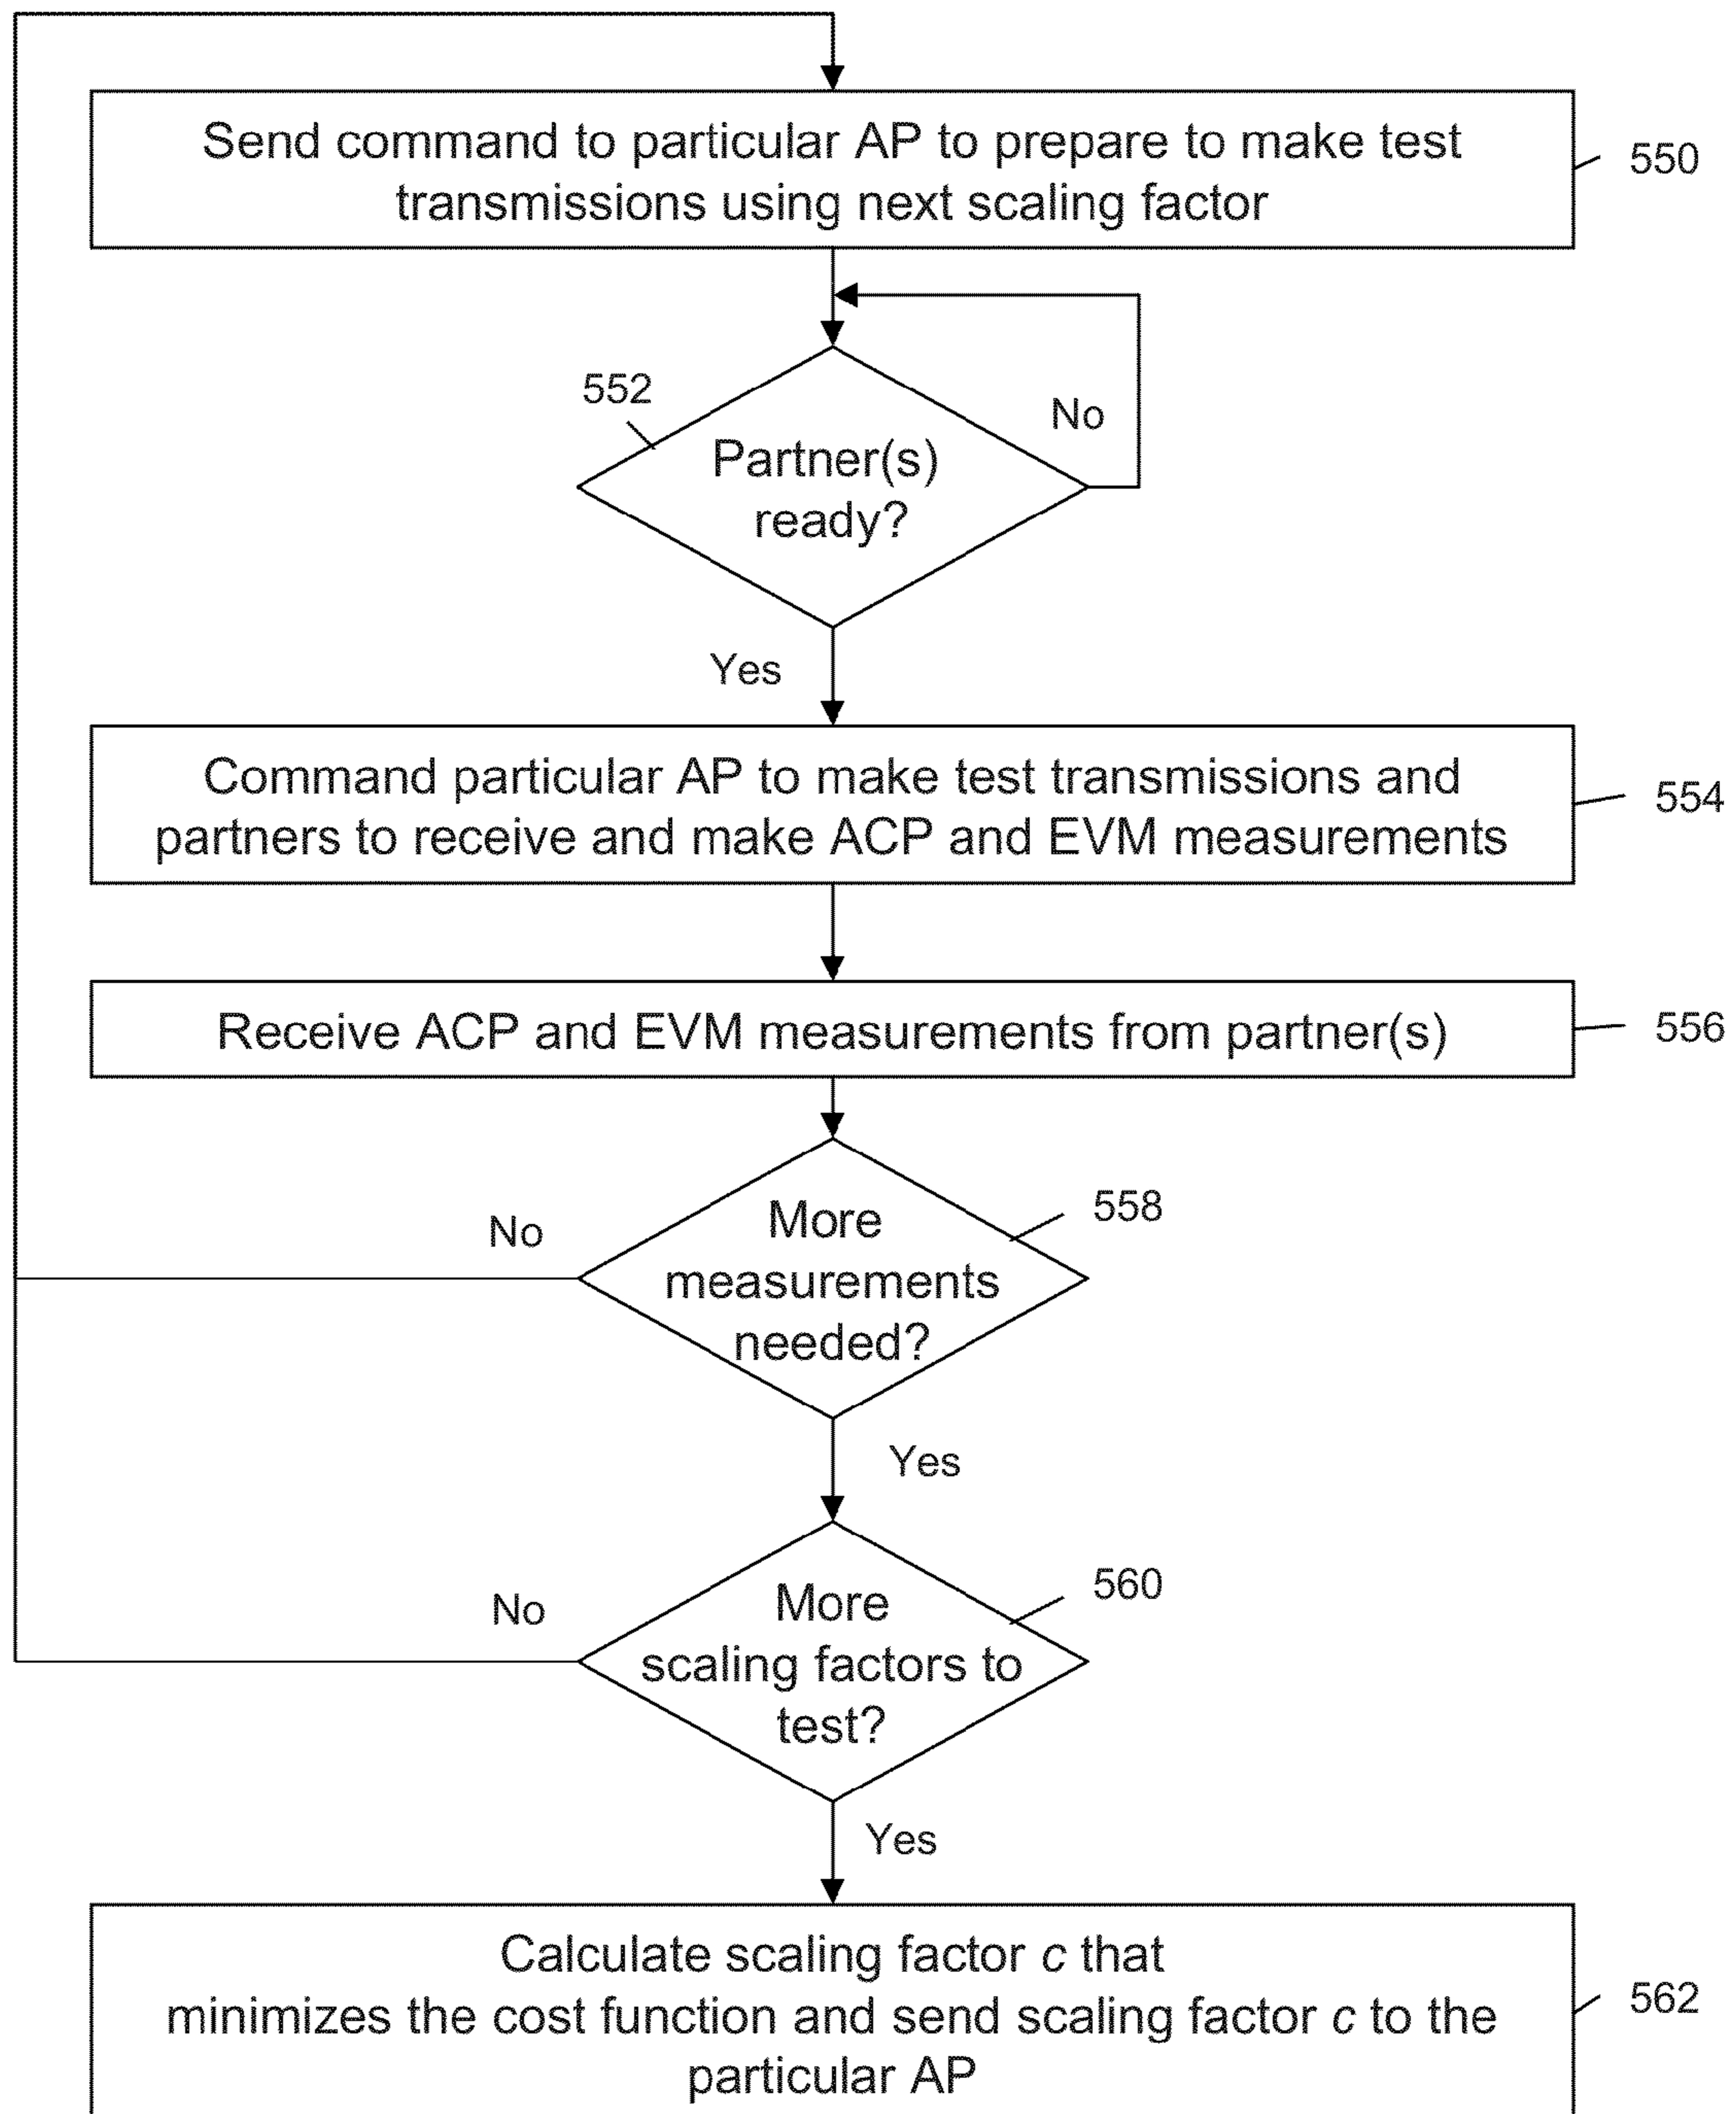 Send command to particular AP to prepare to make test
transmissions using next scaling factor
550
552
No
Partner(s)
ready?
Yes
Command particular AP to make test transmissions and
partners to receive and make ACP and EVM measurements
554
Receive ACP and EVM measurements from partner(s)
556
558
No
More
measurements
needed?
Yes
560
No
More
scaling factors to
test?
Yes
Calculate scaling factor c that
minimizes the cost function and send scaling factor c to the
particular AP
562